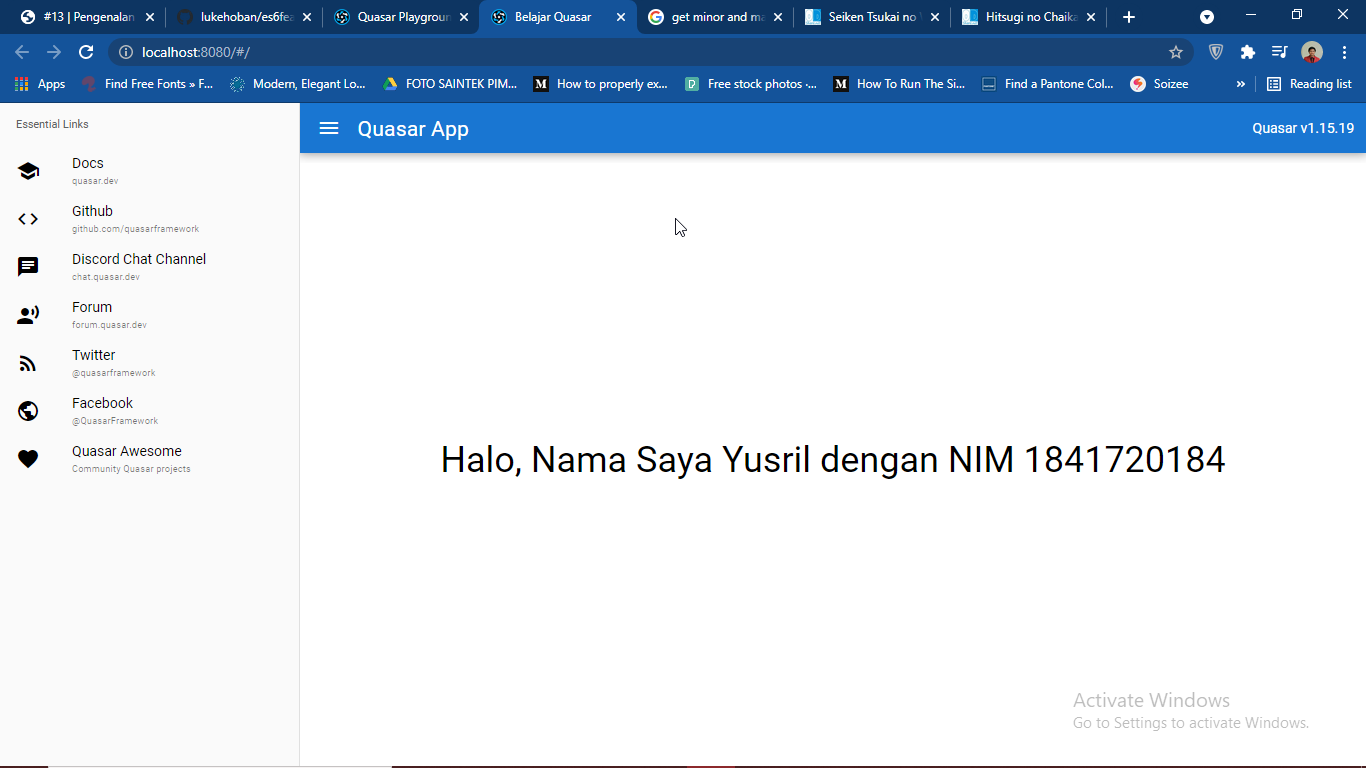 #13 | Pengenalan
lukehoban/es6fea
Quasar Playgroun
Belajar Quasar
get minor and ma
Seiken Tsukai no
Hitsugi no Chaika
localhost:8080/#/
Apps
Find Free Fonts » F...
Modern, Elegant Lo...
FOTO SAINTEK PIM...
How to properly ex...
Free stock photos ·...
How To Run The Si...
Find a Pantone Col...
Soizee
»
Reading list
Essential Links
Quasar App
Quasar v1.15.19
Docs
quasar.dev
Github
github.com/quasarframework
Discord Chat Channel
chat.quasar.dev
Forum
forum.quasar.dev
Twitter
@quasarframework
Facebook
@QuasarFramework
Quasar Awesome
Community Quasar projects
Halo, Nama Saya Yusril dengan NIM 1841720184
Activate Windows
Go to Settings to activate Windows.